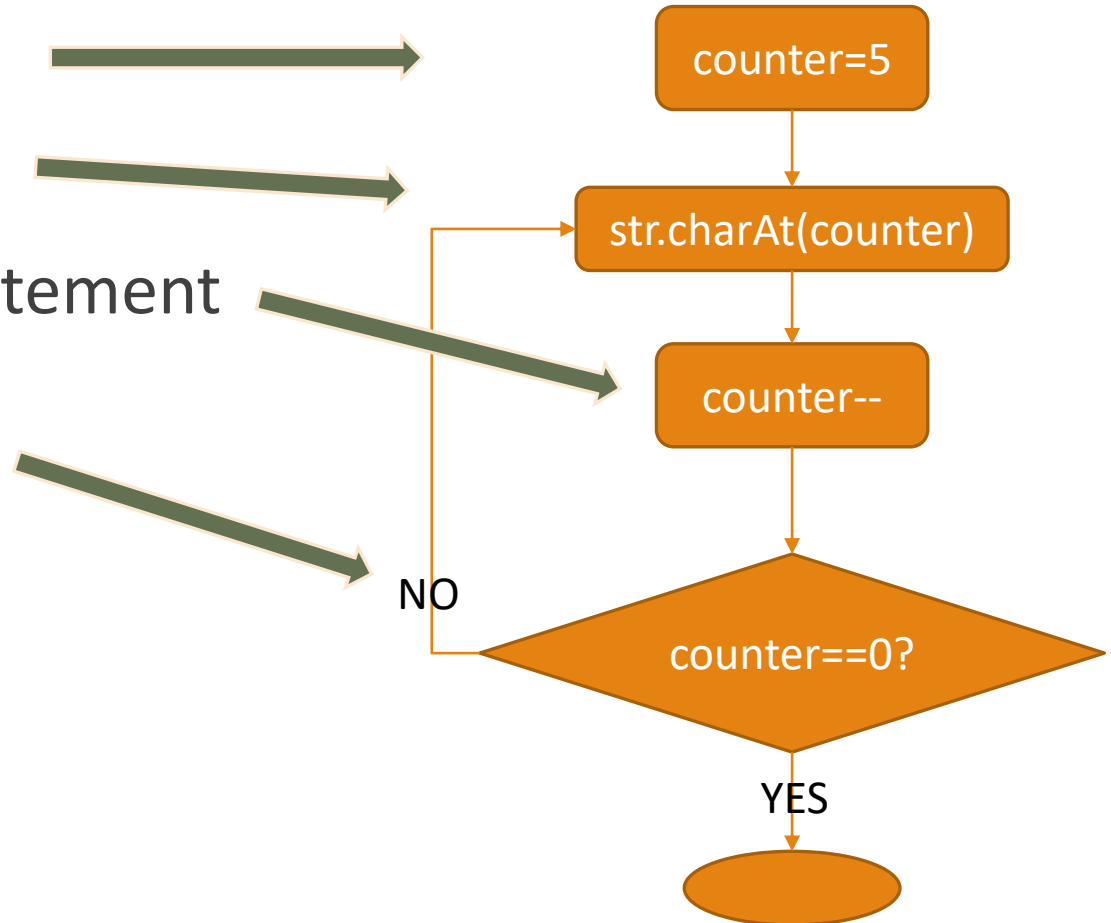 counter=5
str.charAt(counter)
tement
counter--
NO
counter==0?
YES